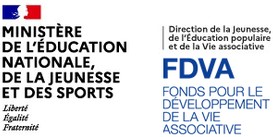 MINISTÈRE
DE L'ÉDUCATION
NATIONALE,
DE LA JEUNESSE
ET DES SPORTS
Liberté
Égalité
Fraternité
Direction de la Jeunesse,
de l'Éducation populaire
et de la Vie associative
FDVA
FONDS POUR LE
DÉVELOPPEMENT
DE LA VIE
ASSOCIATIVE